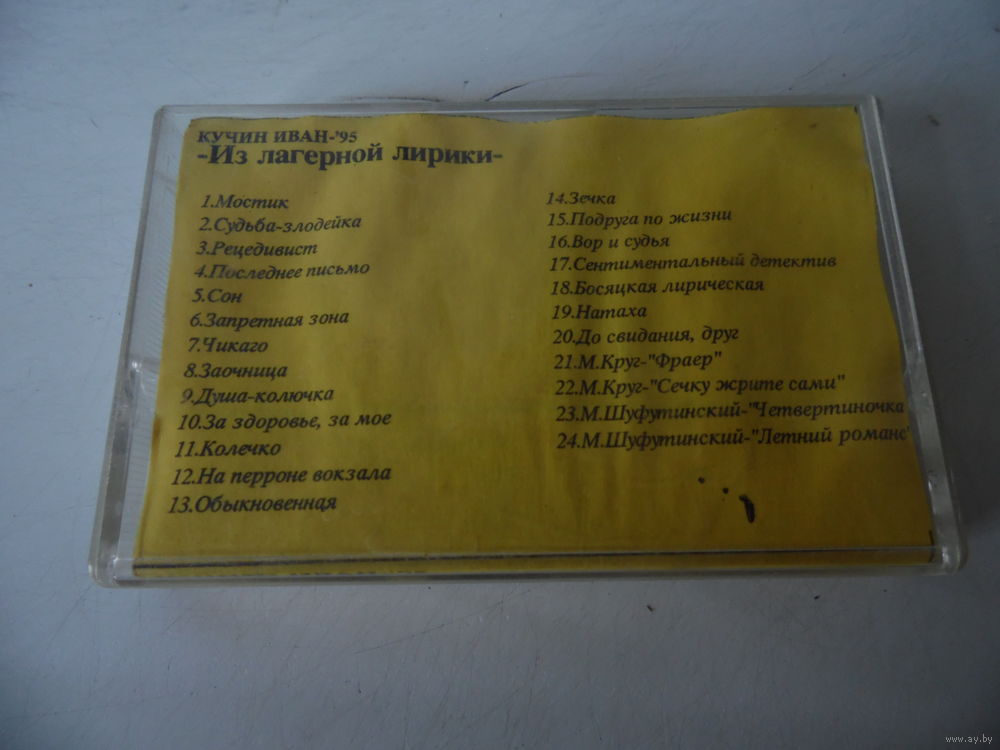 КУЧИН ИВАН-'95
-Из лагерной лирики-
1.Мостик
2.Судьба-злодейка
3.Рецедивист
4.Последнее письмо
5.Сон
6.Запретная зона
7.Чикаго
8.Заочница
9.Душа-колючка
10.За здоровье, за мое
11.Колечко
12.На перроне вокзала
13.Обыкновенная
14.Зечка
15.Подруга по жизни
16.Вор и судья
17.Сентиментальный детектив
18.Босяцкая лирическая
19.Натаха
20.До свидания, друг
21.М.Круг-"Фраер"
22.М.Круг-"Сечку жрите сами"
23.М.Шуфутинский-"Четвертиночка
24.М.Шуфутинский-"Летний романс"
www.ay.by